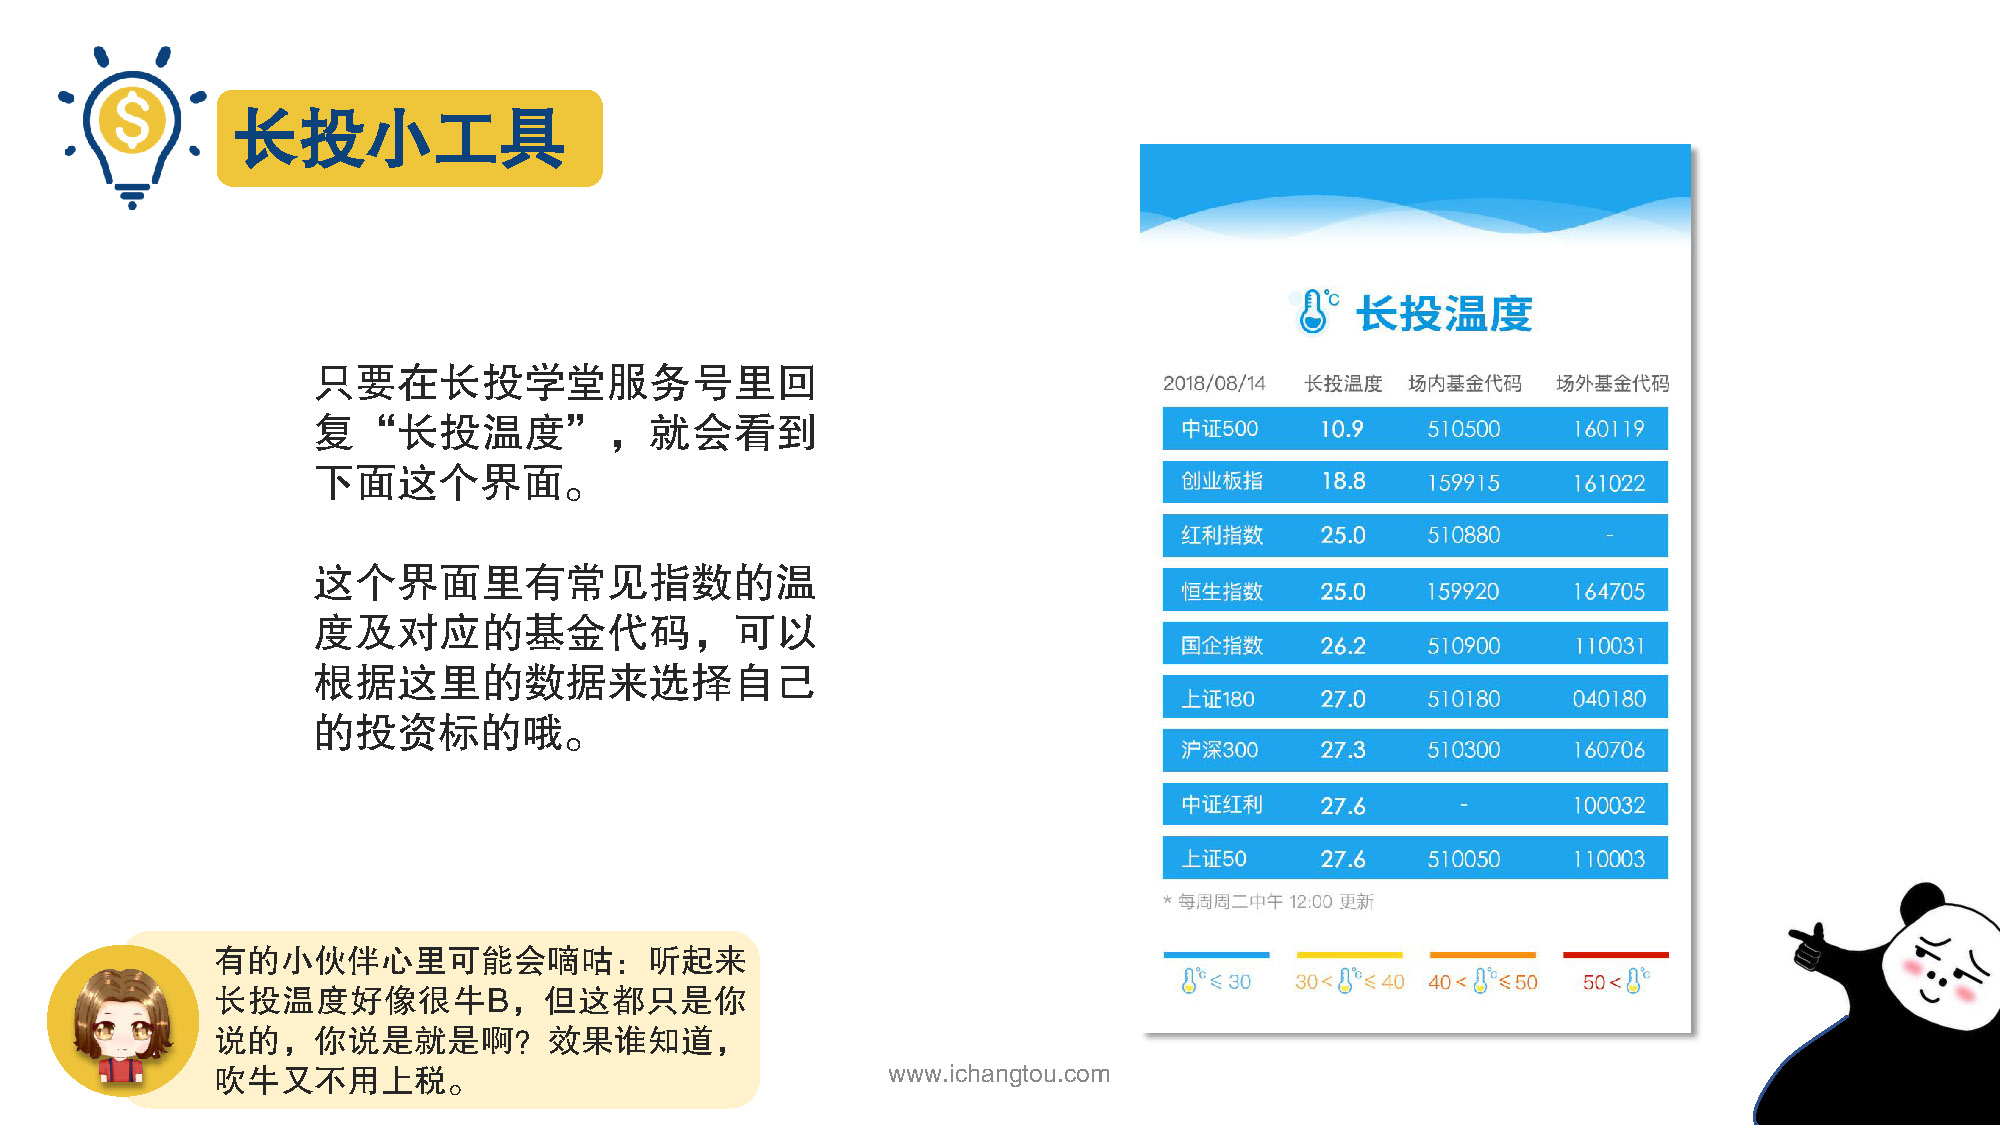 长投小工具
只要在长投学堂服务号里回
复“长投温度”，就会看到
下面这个界面。
这个界面里有常见指数的温
度及对应的基金代码，可以
根据这里的数据来选择自己
的投资标的哦。
有的小伙伴心里可能会嘀咕：听起来
长投温度好像很牛B，但这都只是你
说的，你说是就是啊？效果谁知道，
吹牛又不用上税。
℃ 长投温度
2018/08/14 长投温度 场内基金代码 场外基金代码
中证500 10.9 510500 160119
创业板指 18.8 159915 161022
红利指数 25.0 510880 -
恒生指数 25.0 159920 164705
国企指数 26.2 510900 110031
上证180 27.0 510180 040180
沪深300 27.3 510300 160706
中证红利 27.6 - 100032
上证50 27.6 510050 110003
* 每周周二中午 12:00 更新
℃≤ 30 30<℃≤ 40 40<℃≤50 50<℃
www.ichangtou.com